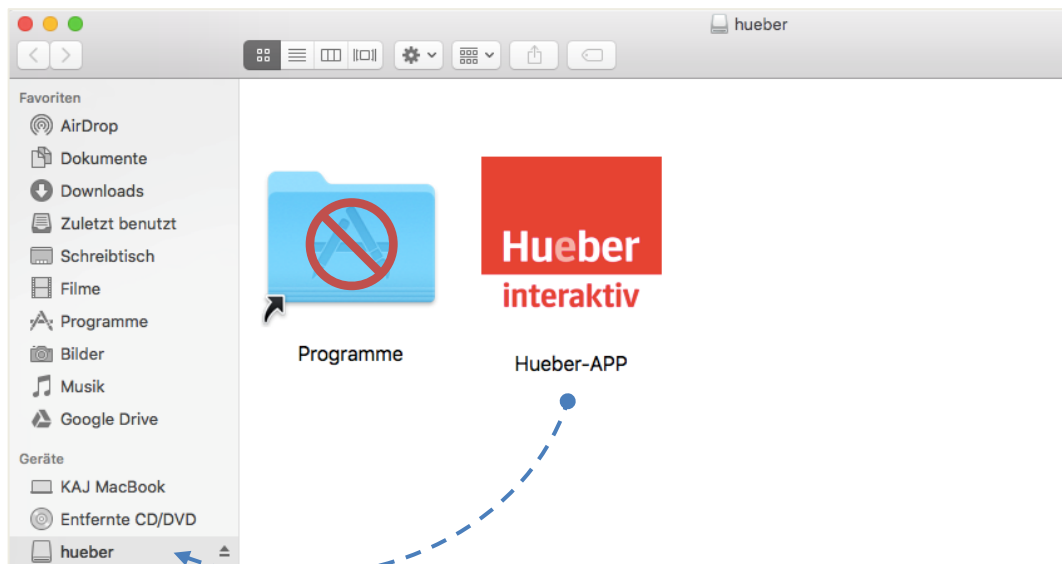 hueber
Favoriten
AirDrop
Dokumente
Downloads
Zuletzt benutzt
Schreibtisch
Filme
Programme
Bilder
Musik
Google Drive
Geräte
KAJ MacBook
Entfernte CD/DVD
hueber
Programme
Hueber
interaktiv
Hueber-APP